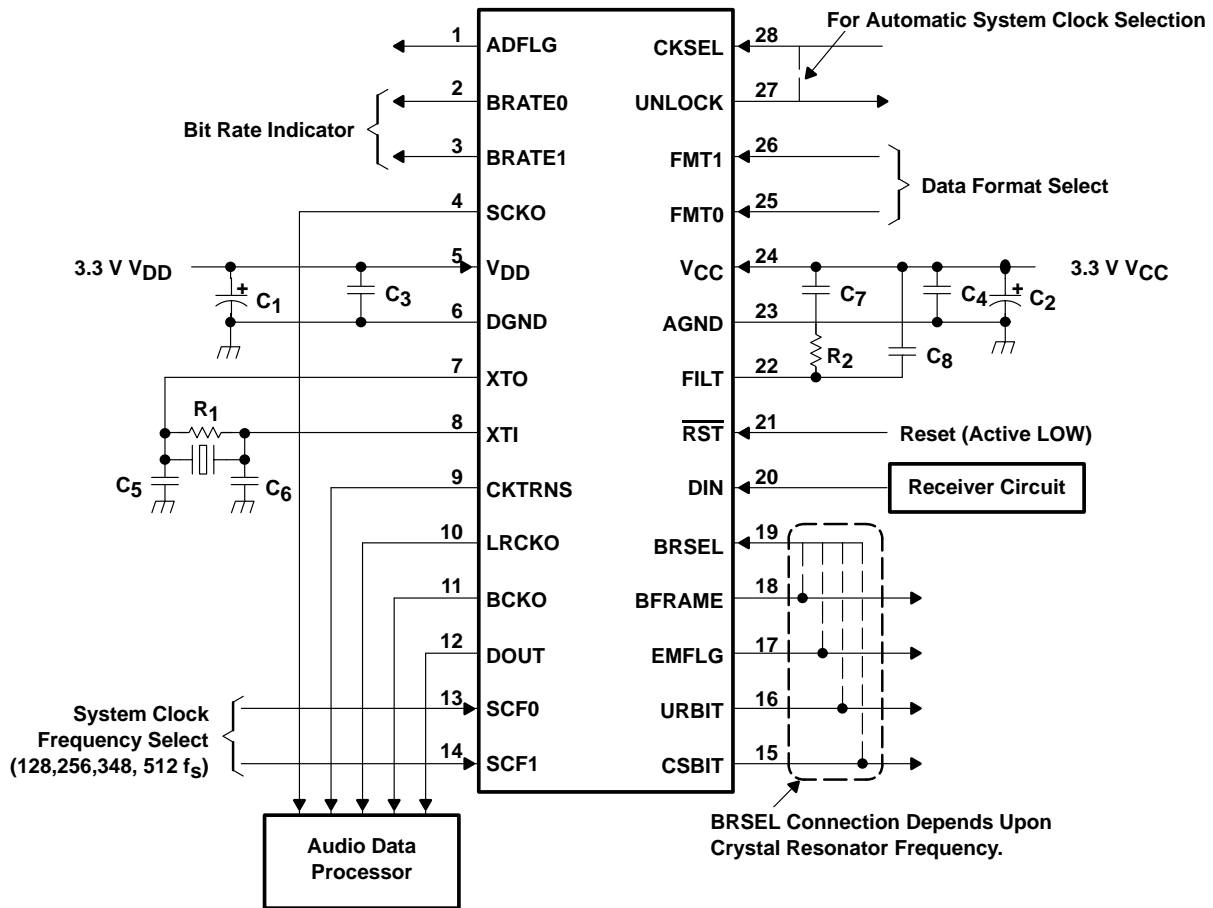 For Automatic System Clock Selection
1 ADFLG CKSEL 28
2 BRATE0 UNLOCK 27
Bit Rate Indicator
3 BRATE1 FMT1 26
Data Format Select
4 SCKO FMT0 25
3.3 V VDD 5 VDD VCC 24 3.3 V VCC
+ C1 C3 C7 C4 + C2
6 DGND AGND 23
R2 C8
7 XTO FILT 22
R1
8 XTI RST 21 Reset (Active LOW)
C5 C6
9 CKTRNS DIN 20 Receiver Circuit
10 LRCKO BRSEL 19
11 BCKO BFRAME 18
12 DOUT EMFLG 17
13 SCF0 URBIT 16
System Clock
Frequency Select
(128,256,348, 512 fs)
14 SCF1 CSBIT 15
BRSEL Connection Depends Upon
Crystal Resonator Frequency.
Audio Data
Processor